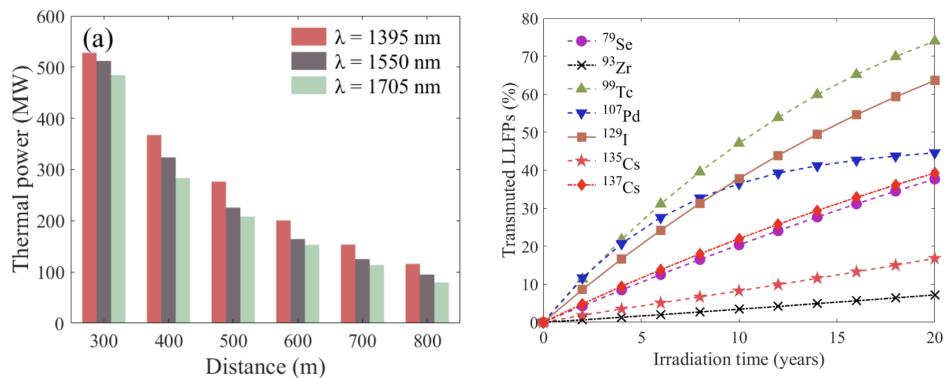 (a)
λ = 1395 nm
λ = 1550 nm
λ = 1705 nm
600
500
400
300
200
100
0
300 400 500 600 700 800
Thermal power (MW)
Distance (m)
⁷⁹Se
⁹³Zr
⁹⁹Tc
¹⁰⁷Pd
¹²⁹I
¹³⁵Cs
¹³⁷Cs
80
70
60
50
40
30
20
10
0
0 5 10 15 20
Transmuted LLFPs (%)
Irradiation time (years)